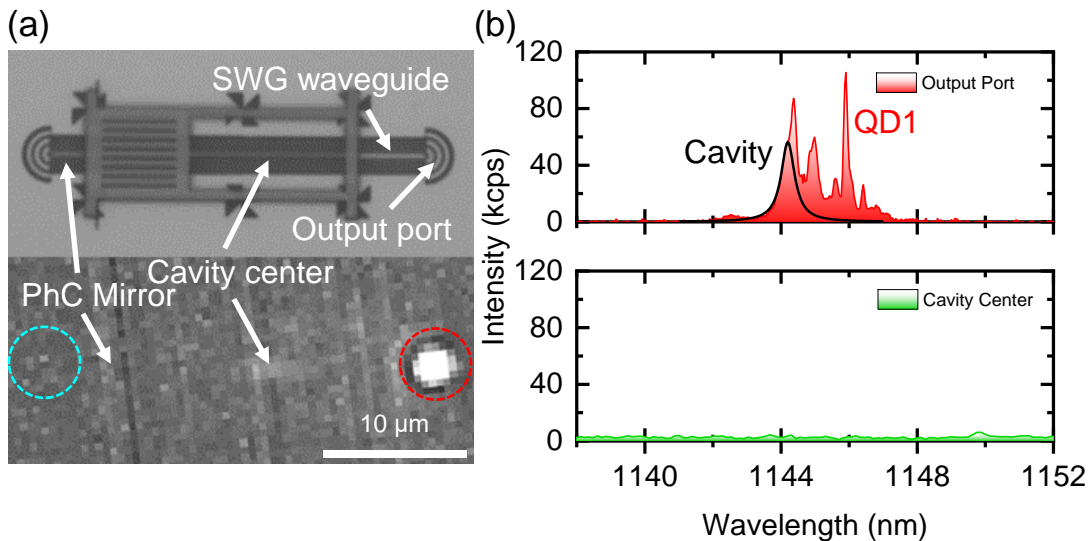 (a)
SWG waveguide
Output port
Cavity center
PhC Mirror
10 µm
(b)
Intensity (kcps)
120
80
40
0
Output Port
QD1
Cavity
120
80
40
0
Cavity Center
1140
1144
1148
1152
Wavelength (nm)